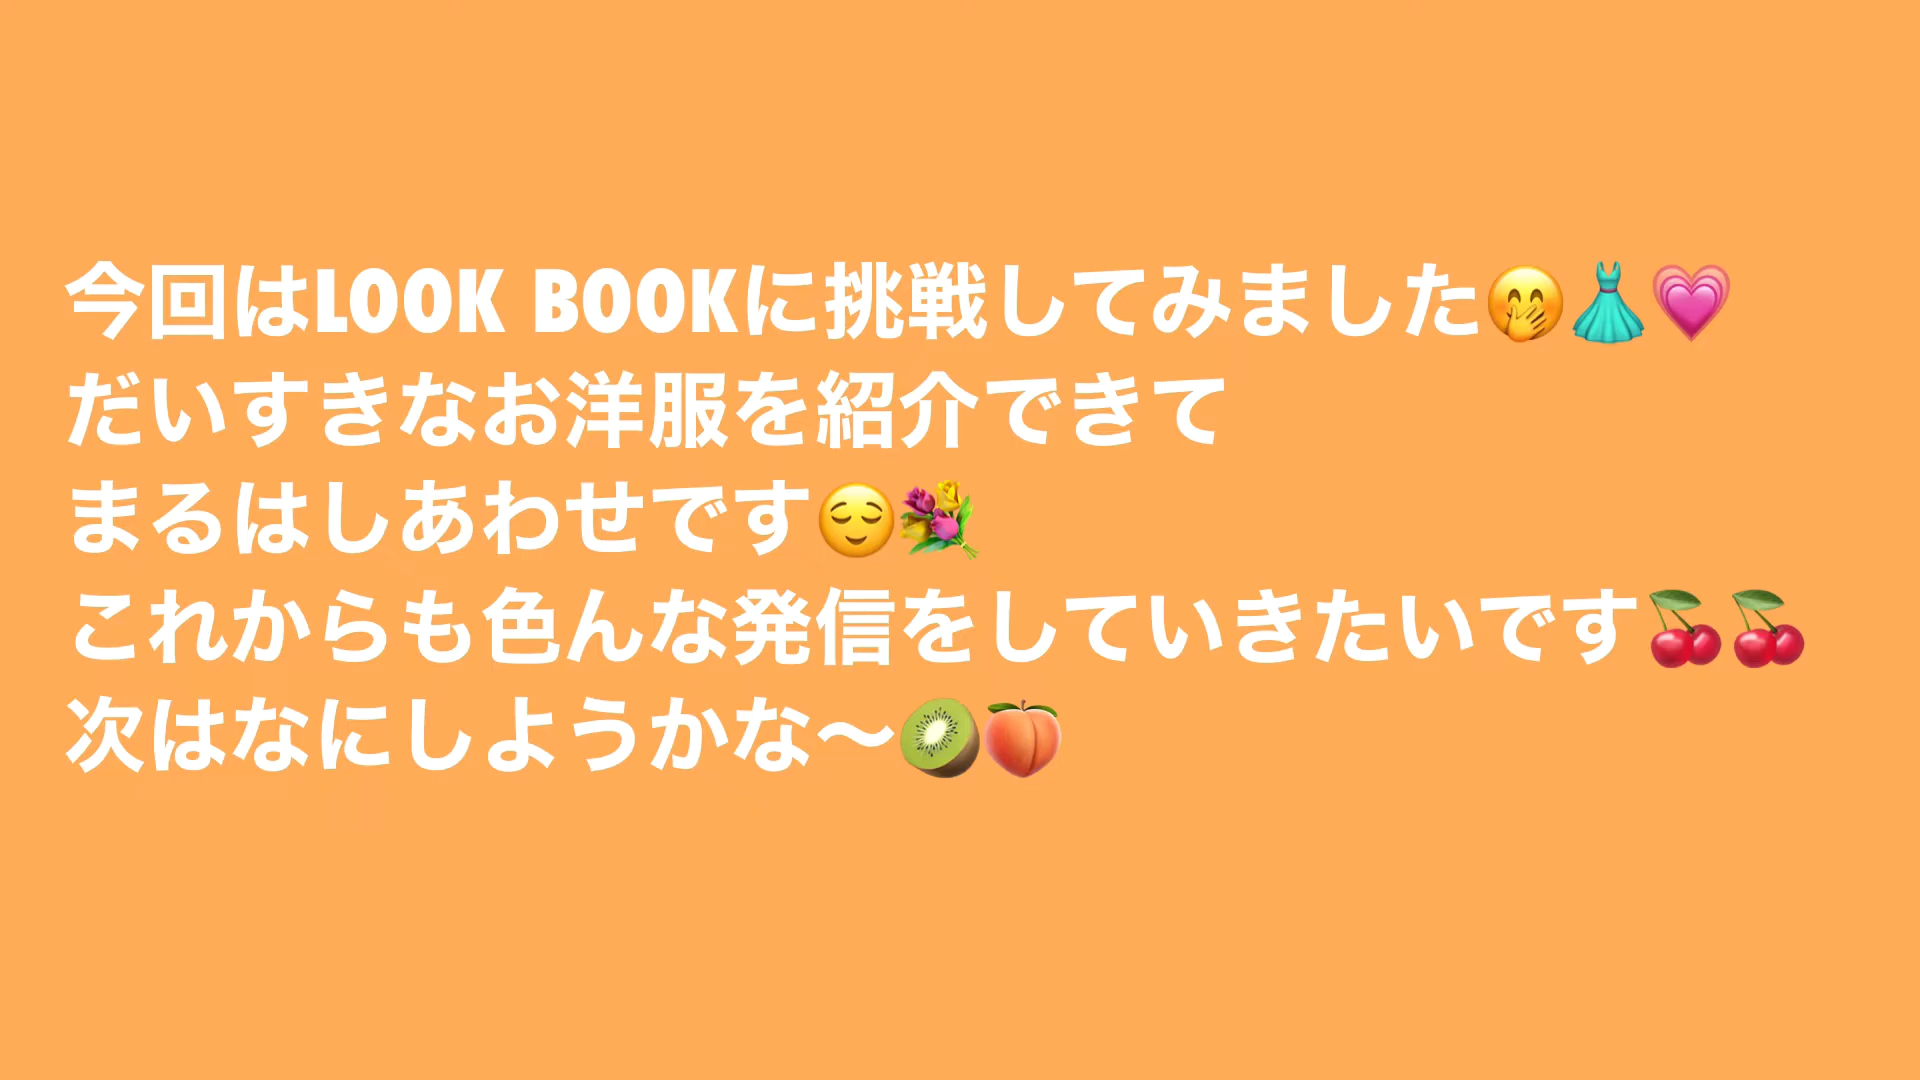 今回はLOOK BOOKに挑戦してみました🤭👗💗
だいすきなお洋服を紹介できて
まるはしあわせです😌💐
これからも色んな発信をしていきたいです🍒🍒
次はなにしようかな〜🥝🍑